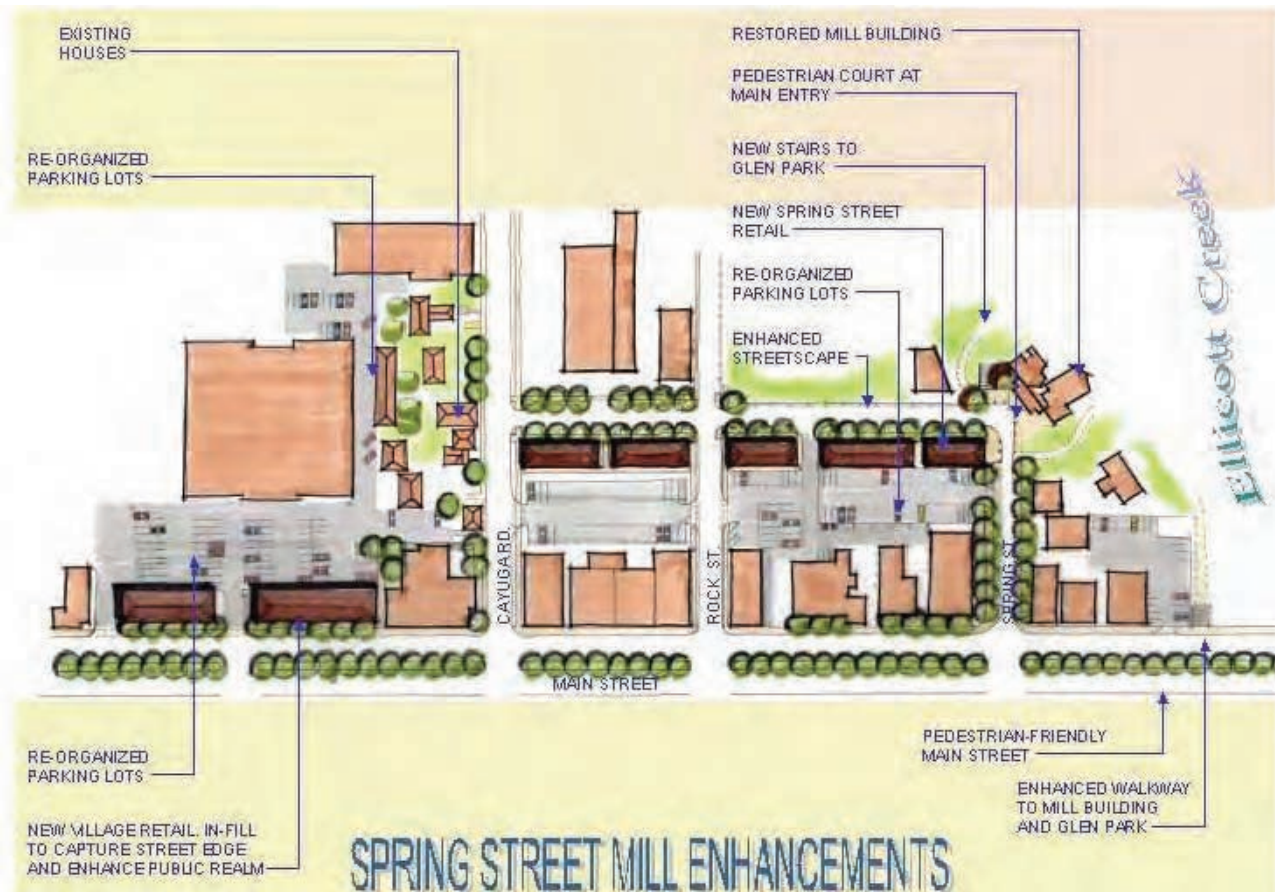 EXISTING
HOUSES
RE-ORGANIZED
PARKING LOTS
RESTORED MILL BUILDING
PEDESTRIAN COURT AT
MAIN ENTRY
NEW STAIRS TO
GLEN PARK
NEW SPRING STREET
RETAIL
RE-ORGANIZED
PARKING LOTS
ENHANCED
STREETSCAPE
Ellicott Creek
CAYUGA RD.
ROCK ST.
SPRING ST.
MAIN STREET
RE-ORGANIZED
PARKING LOTS
NEW VILLAGE RETAIL. IN-FILL
TO CAPTURE STREET EDGE
AND ENHANCE PUBLIC REALM
PEDESTRIAN-FRIENDLY
MAIN STREET
ENHANCED WALKWAY
TO MILL BUILDING
AND GLEN PARK
SPRING STREET MILL ENHANCEMENTS